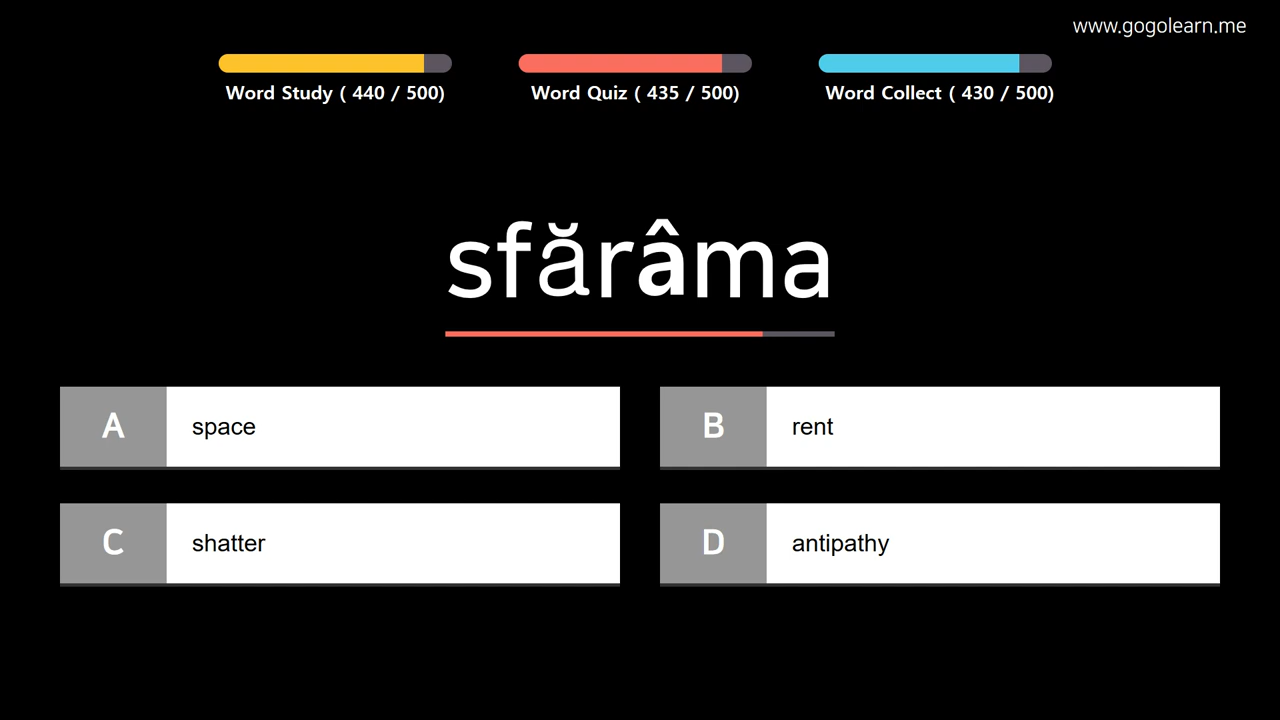 www.gogolearn.me
Word Study ( 440 / 500)
Word Quiz ( 435 / 500)
Word Collect ( 430 / 500)
sfărâma
A space
B rent
C shatter
D antipathy